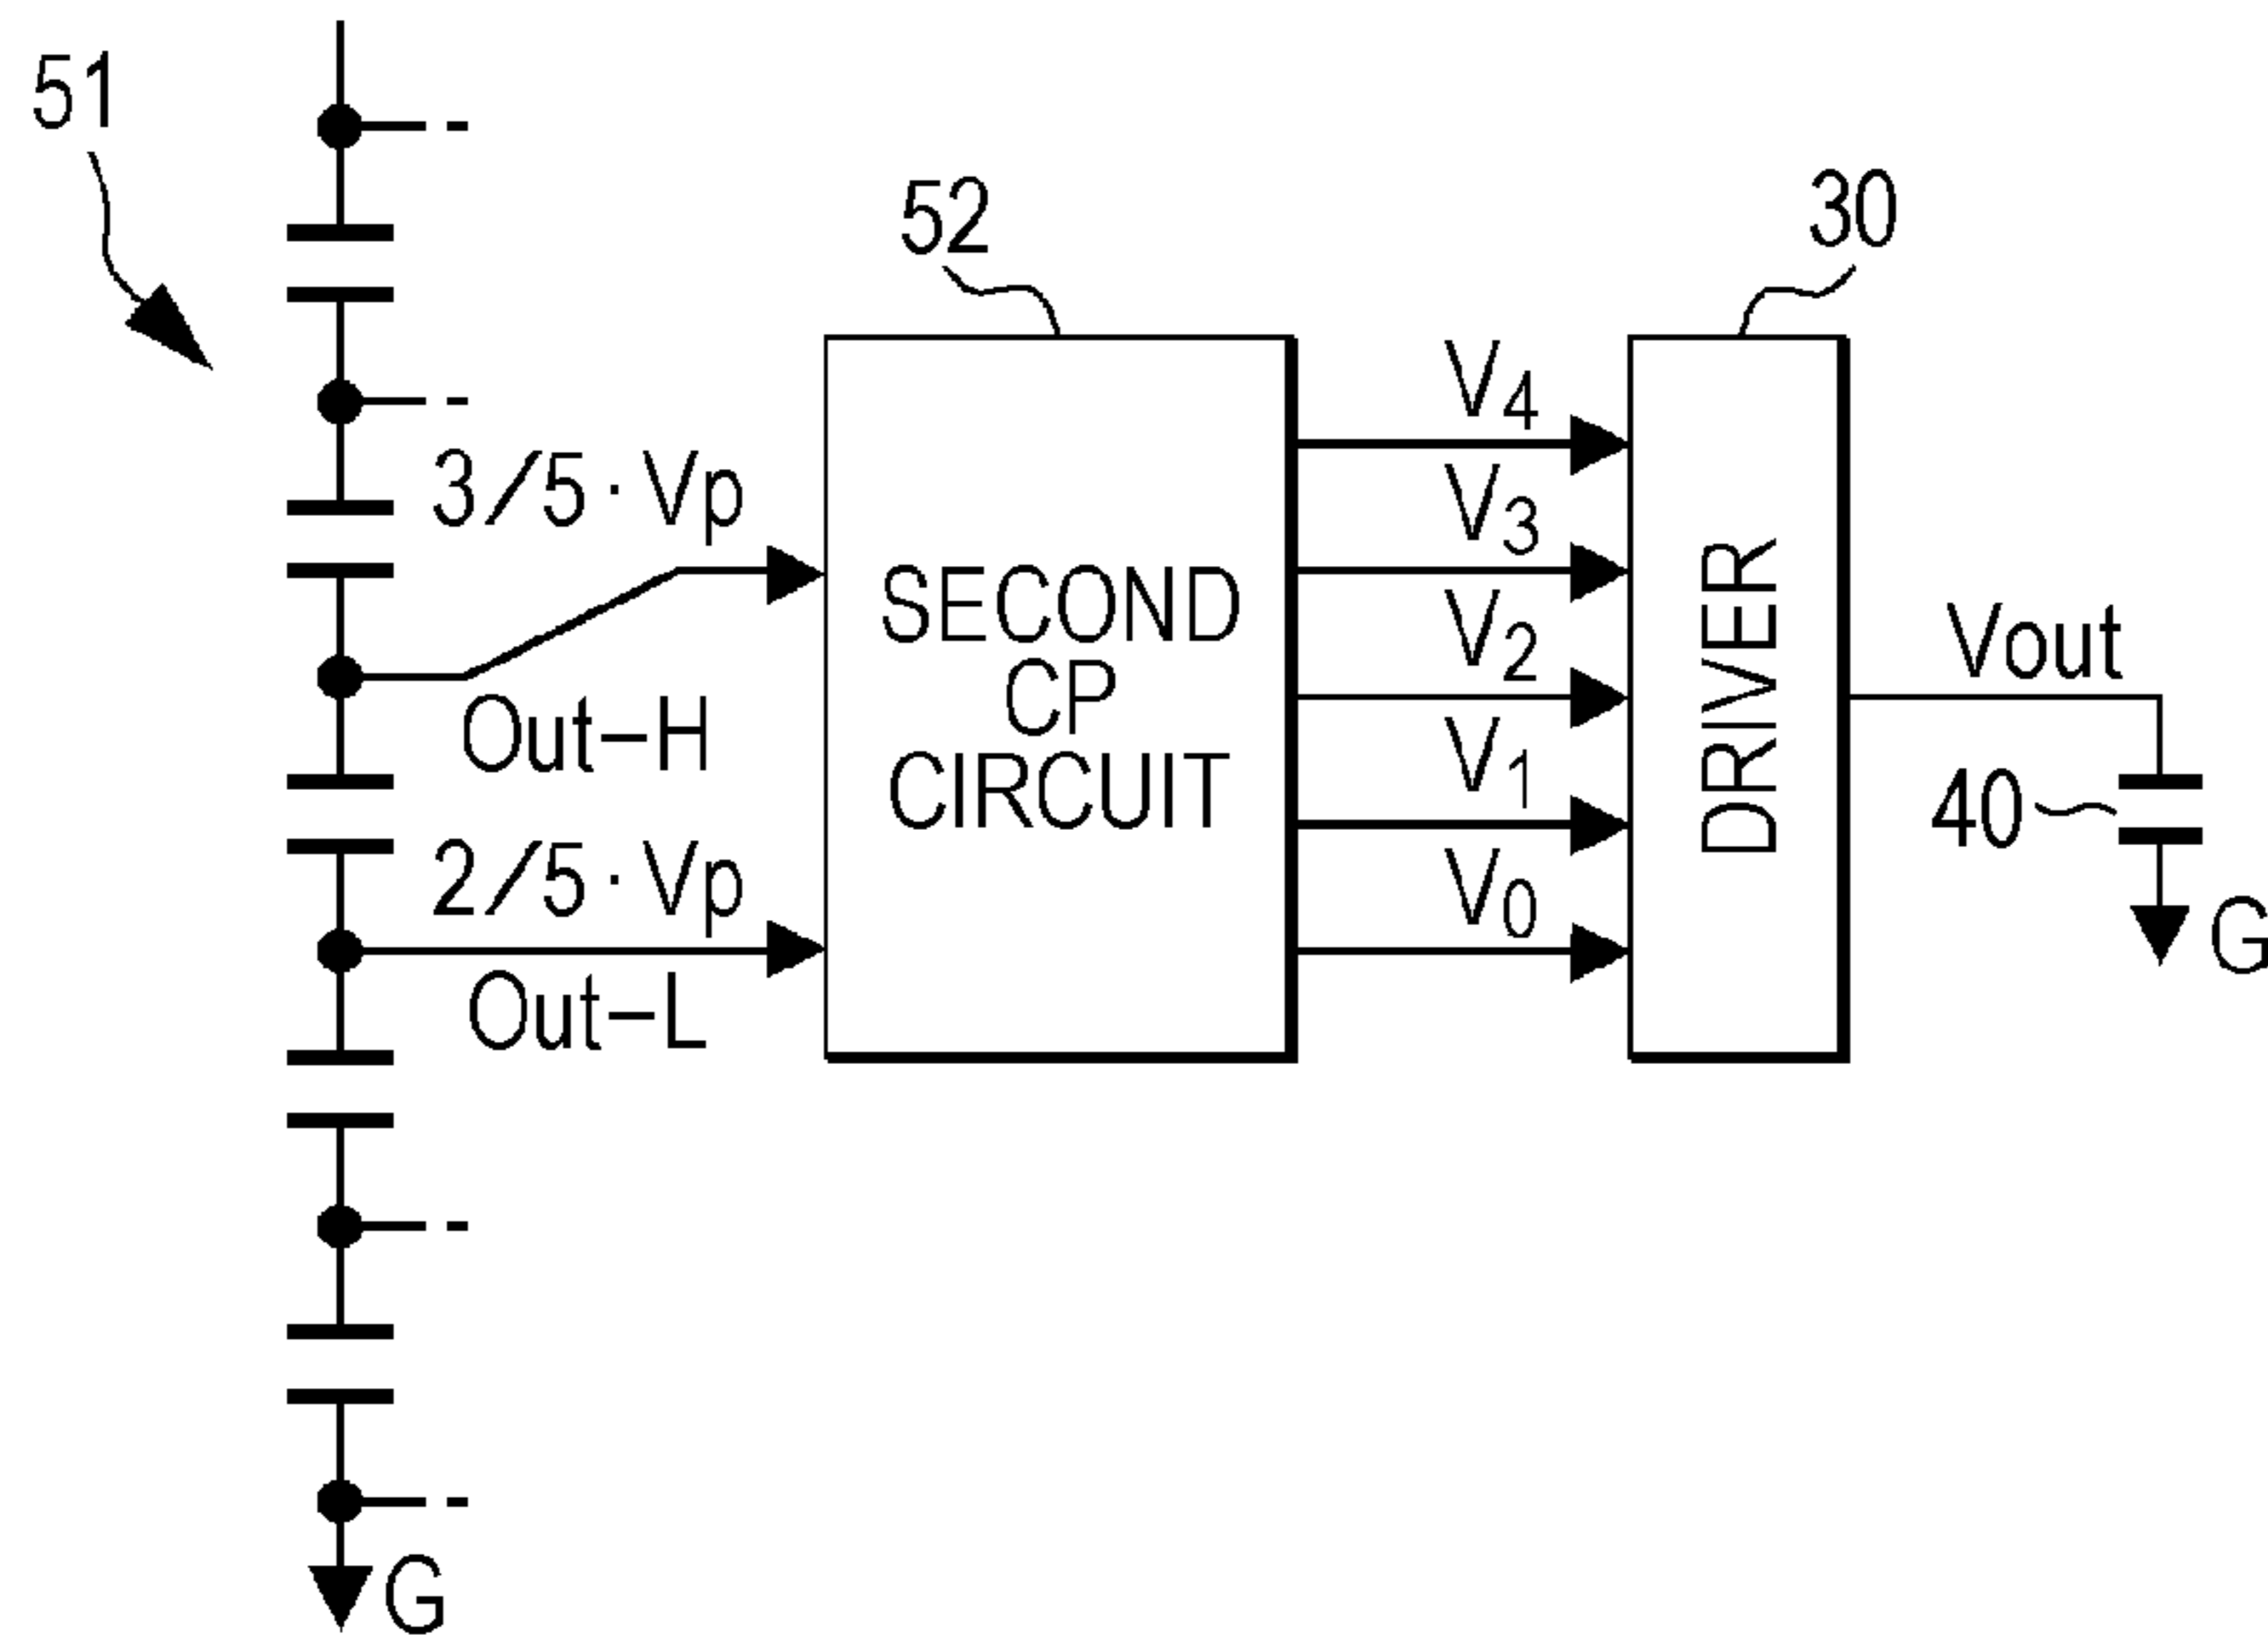 51
52
30
3/5·Vp
Out-H
2/5·Vp
Out-L
SECOND
CP
CIRCUIT
V4
V3
V2
V1
V0
DRIVER
Vout
40
G
G